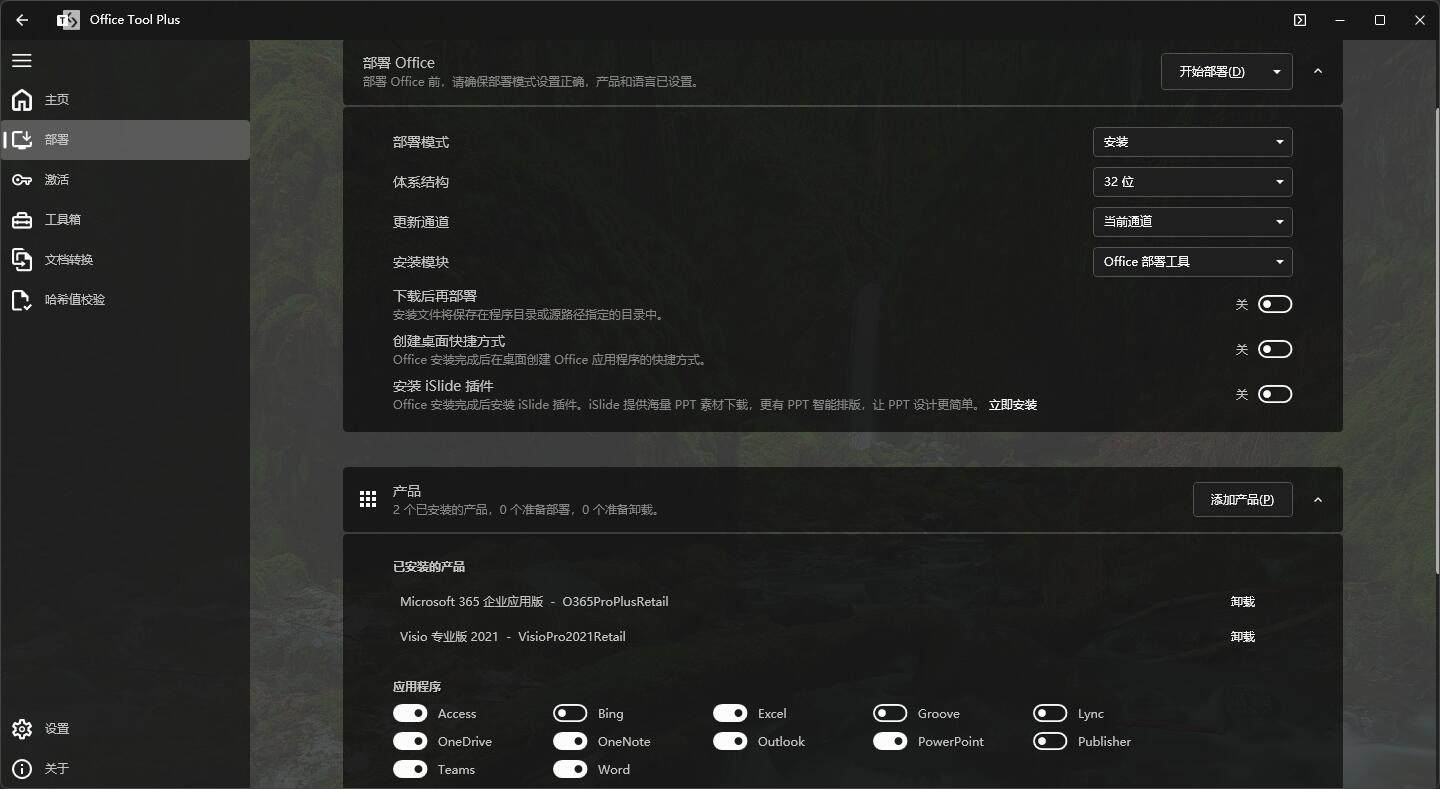 Office Tool Plus
主页
部署
激活
工具箱
文档转换
哈希值校验
设置
关于
部署 Office
部署 Office 前，请确保部署模式设置正确，产品和语言已设置。
开始部署(D)
部署模式 安装
体系结构 32 位
更新通道 当前通道
安装模块 Office 部署工具
下载后再部署
安装文件将保存在程序目录或源路径指定的目录中。
关
创建桌面快捷方式
Office 安装完成后在桌面创建 Office 应用程序的快捷方式。
关
安装 iSlide 插件
Office 安装完成后安装 iSlide 插件。iSlide 提供海量 PPT 素材下载，更有 PPT 智能排版，让 PPT 设计更简单。 立即安装
关
产品
2 个已安装的产品，0 个准备部署，0 个准备卸载。
添加产品(P)
已安装的产品
Microsoft 365 企业应用版 - O365ProPlusRetail 卸载
Visio 专业版 2021 - VisioPro2021Retail 卸载
应用程序
Access Bing Excel Groove Lync
OneDrive OneNote Outlook PowerPoint Publisher
Teams Word